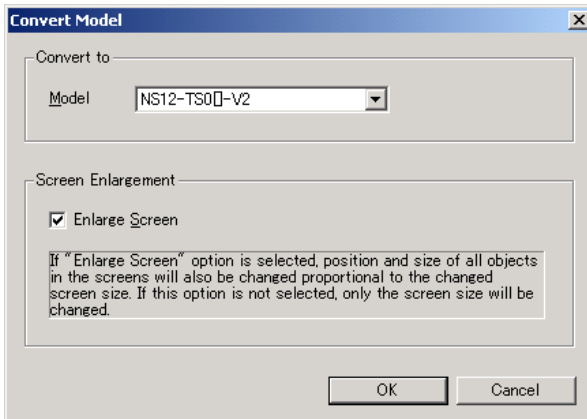 Convert Model
Convert to
Model NS12-TS0[]-V2
Screen Enlargement
Enlarge Screen
If "Enlarge Screen" option is selected, position and size of all objects
in the screens will also be changed proportional to the changed
screen size. If this option is not selected, only the screen size will be
changed.
OK Cancel